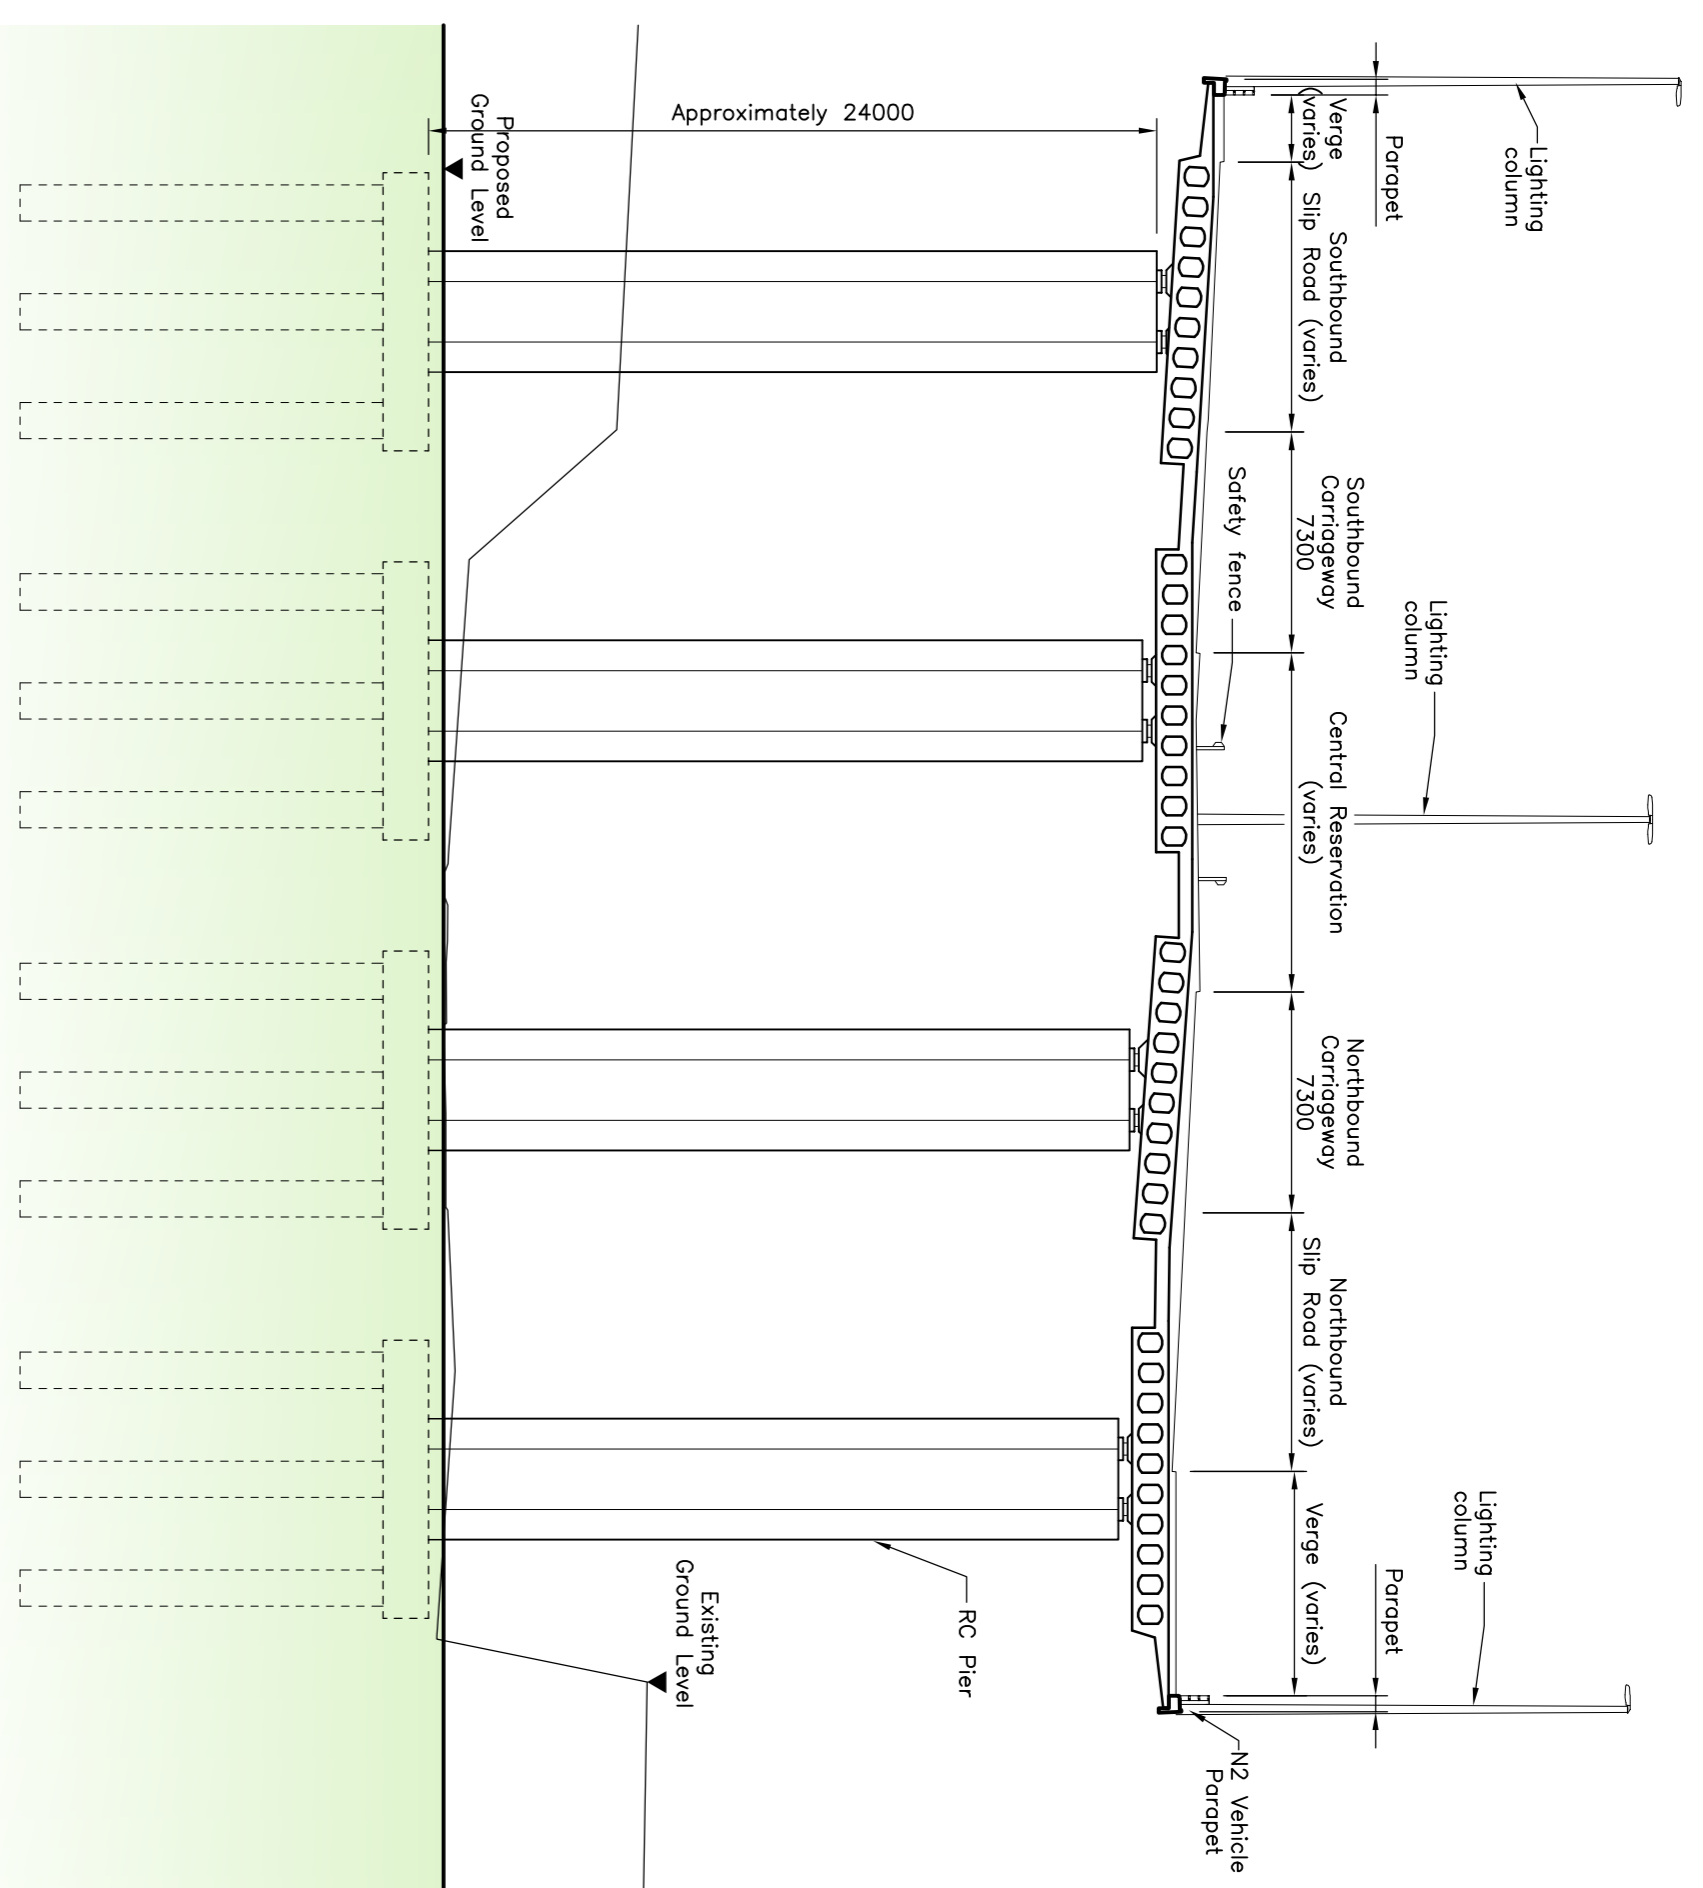 Lighting
column
Parapet
Verge
(varies)
Southbound
Slip Road (varies)
Southbound
Carriageway
7300
Safety fence
Lighting
column
Central Reservation
(varies)
Northbound
Carriageway
7300
Northbound
Slip Road (varies)
Verge (varies)
Parapet
Lighting
column
N2 Vehicle
Parapet
Approximately 24000
Proposed
Ground Level
RC Pier
Existing
Ground Level